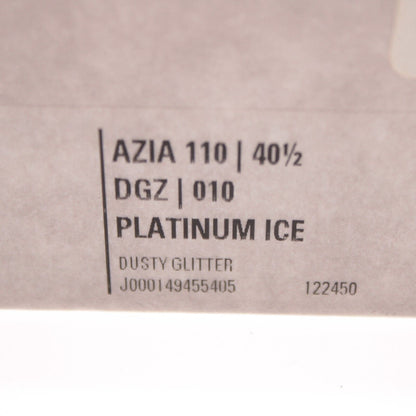 AZIA 110 | 40½
DGZ | 010
PLATINUM ICE
DUSTY GLITTER
J000149455405 122450